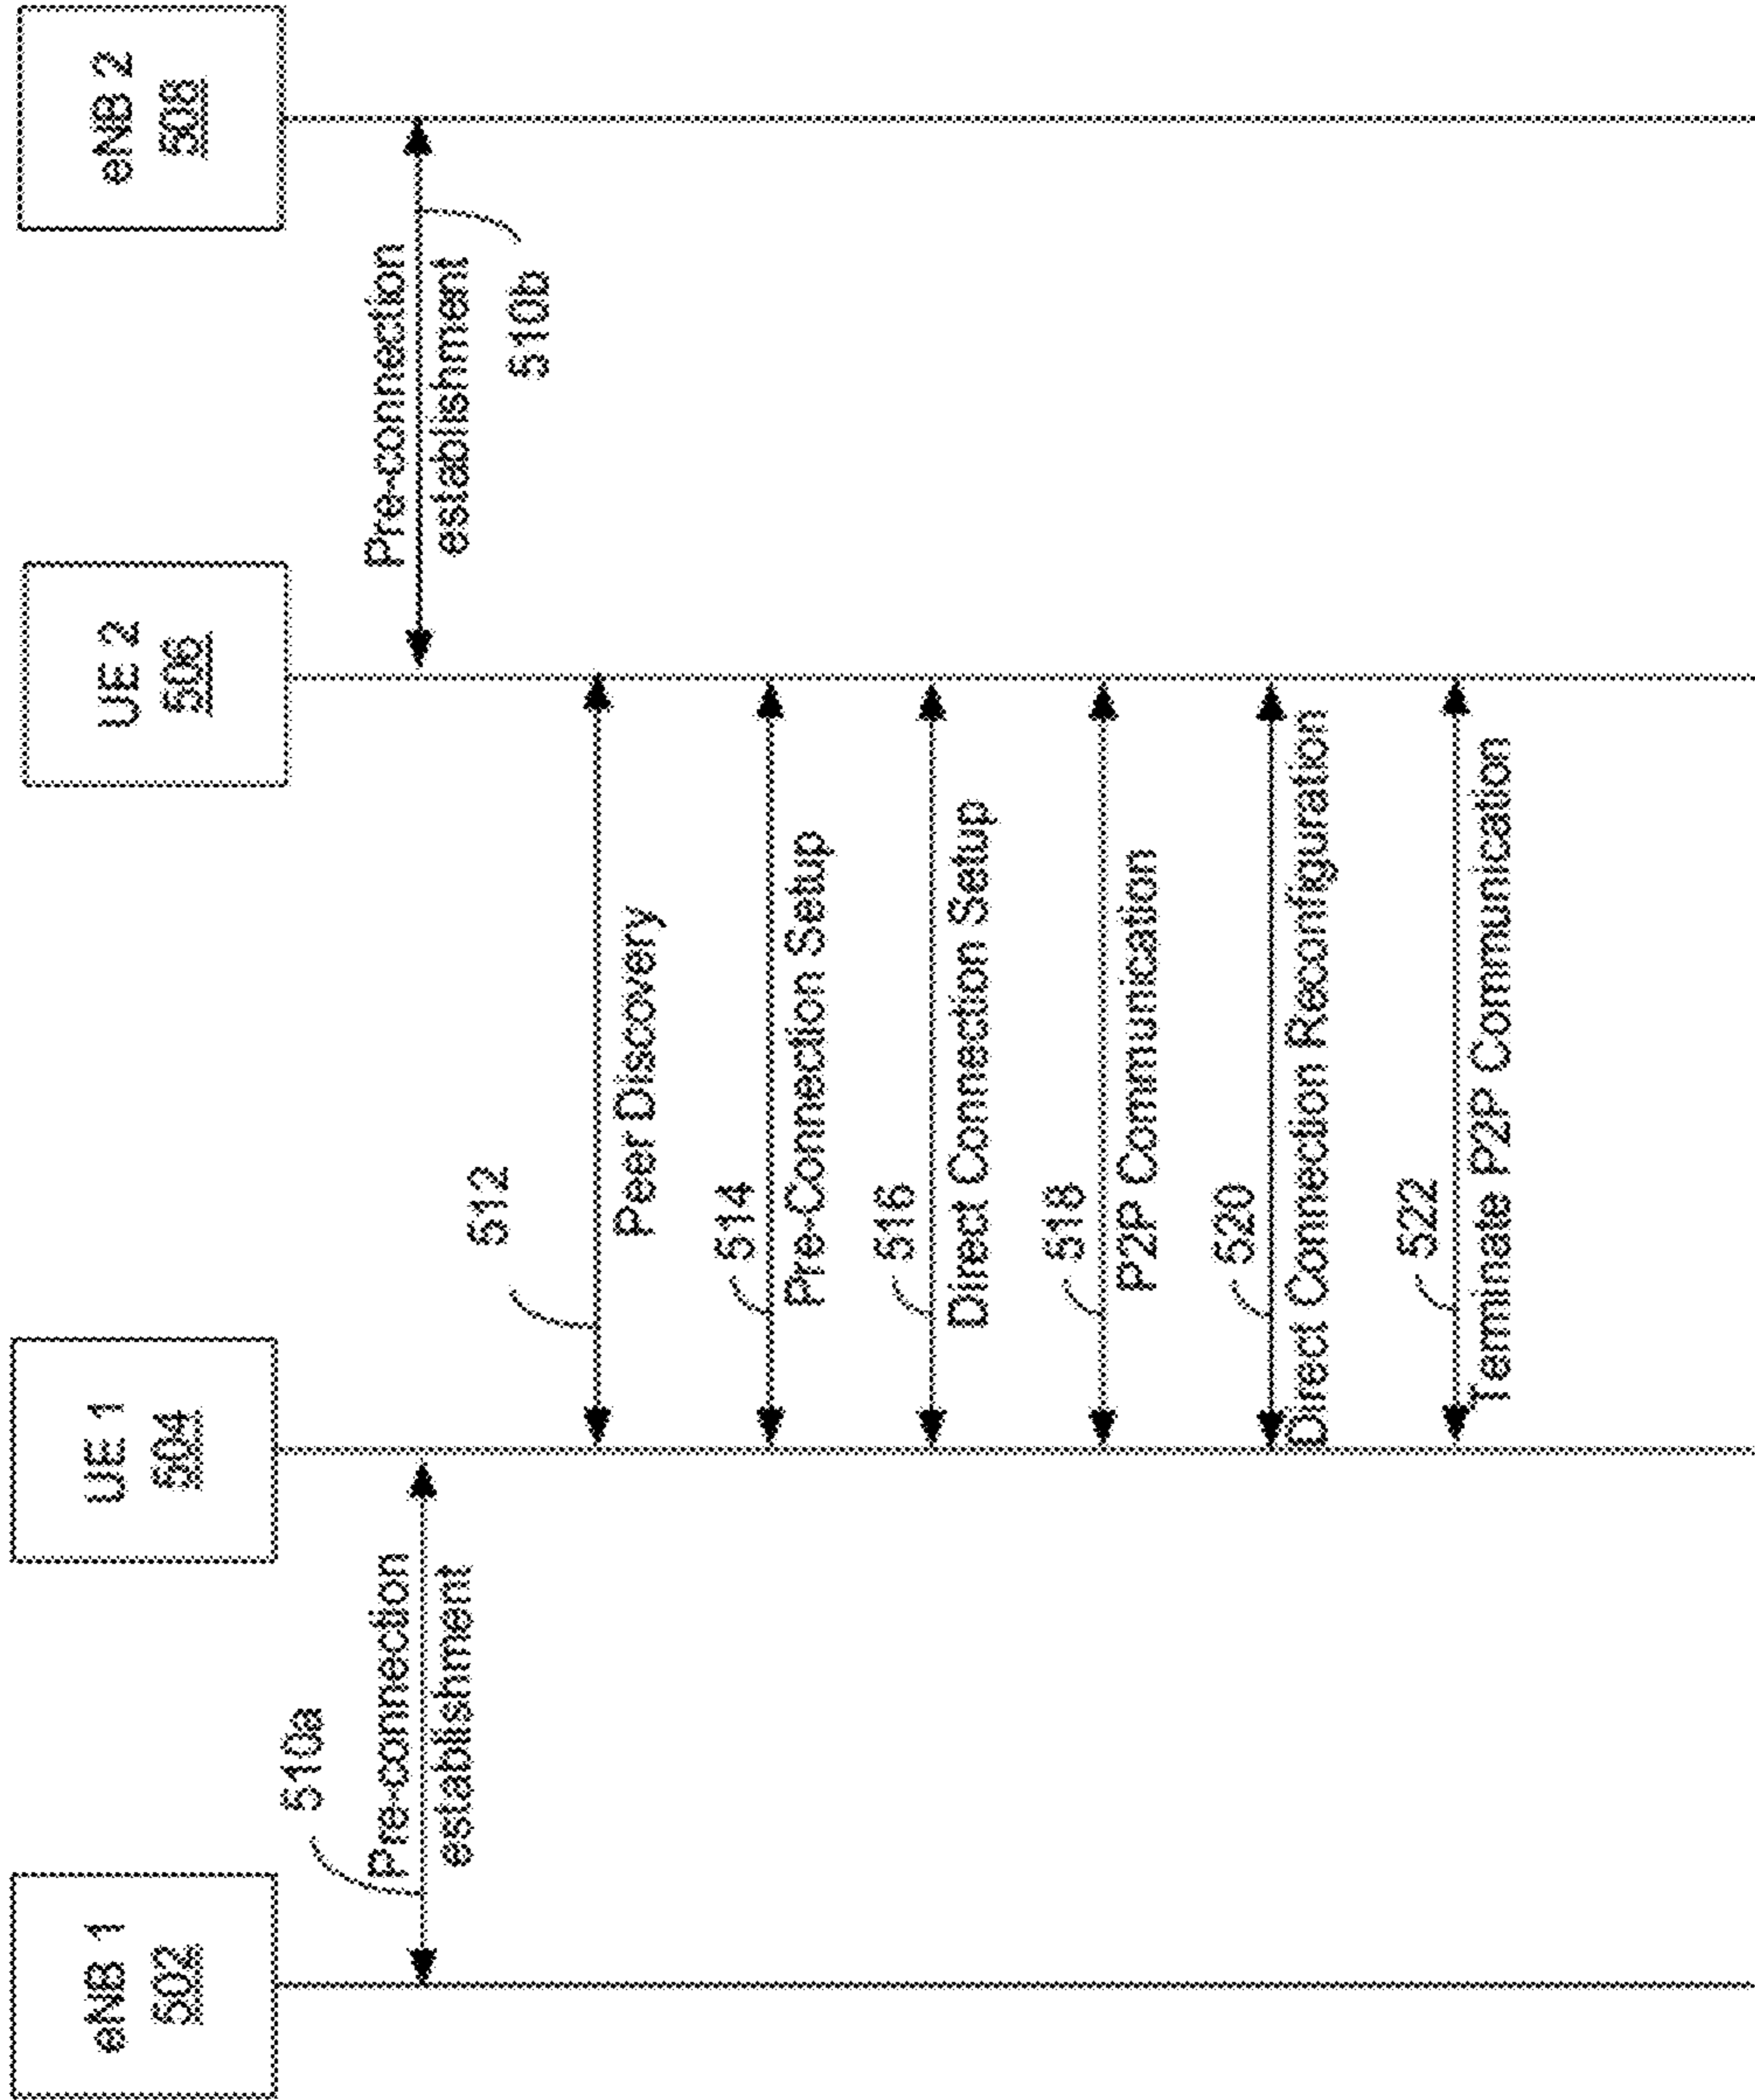 eNB 1
502
UE 1
504
UE 2
506
eNB 2
508
510a
Pre-connection
establishment
Pre-connection
establishment
510b
512
Peer Discovery
514
Pre-Connection Setup
516
Direct Connection Setup
518
P2P Communication
520
Direct Connection Reconfiguration
522
Terminate P2P Communication